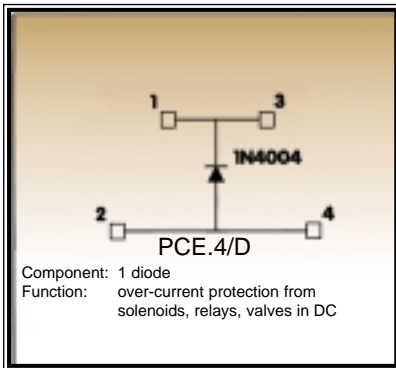 1 3
1N4004
2 4
PCE.4/D
Component: 1 diode
Function: over-current protection from
solenoids, relays, valves in DC